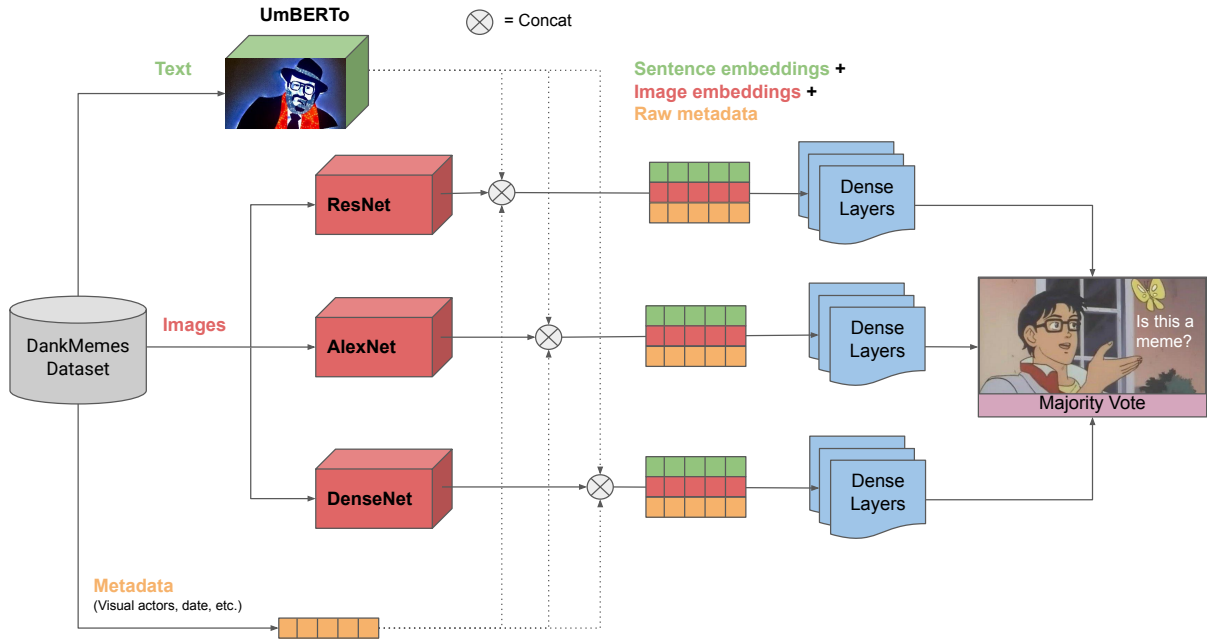 UmBERTo
= Concat
Text
Sentence embeddings +
Image embeddings +
Raw metadata
ResNet
Dense
Layers
DankMemes
Dataset
Images
AlexNet
Dense
Layers
Is this a
meme?
Majority Vote
DenseNet
Dense
Layers
Metadata
(Visual actors, date, etc.)